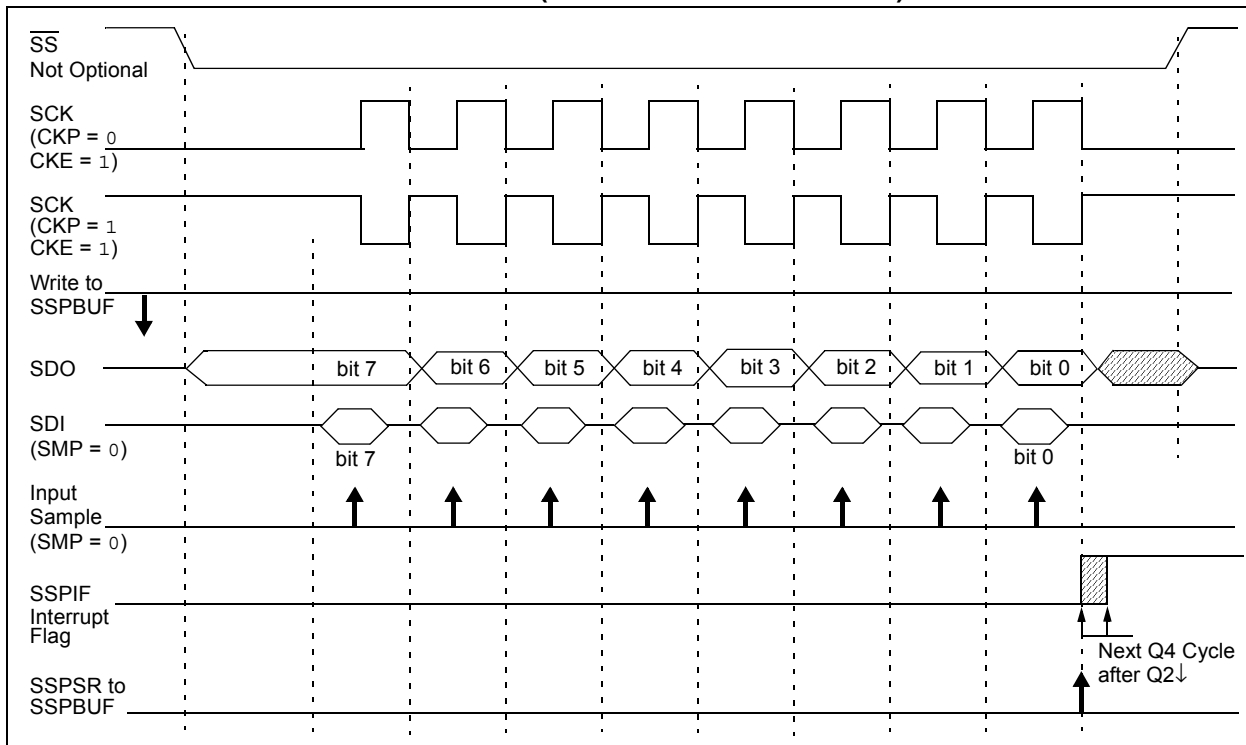 SS
Not Optional
SCK
(CKP = 0
CKE = 1)
SCK
(CKP = 1
CKE = 1)
Write to
SSPBUF
SDO
bit 7
bit 6
bit 5
bit 4
bit 3
bit 2
bit 1
bit 0
SDI
(SMP = 0)
bit 7
bit 0
Input
Sample
(SMP = 0)
SSPIF
Interrupt
Flag
Next Q4 Cycle
after Q2↓
SSPSR to
SSPBUF